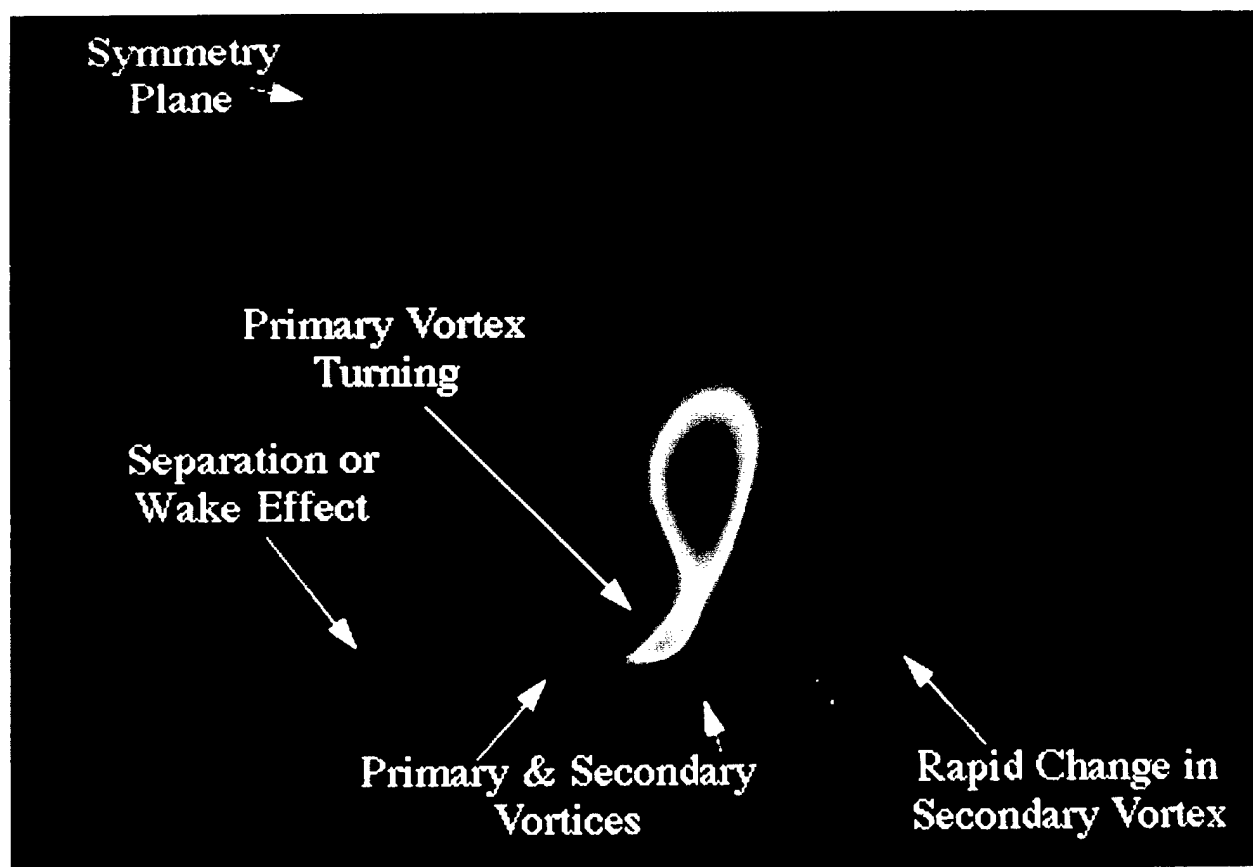 Symmetry
Plane
Primary Vortex
Turning
Separation or
Wake Effect
Primary & Secondary
Vortices
Rapid Change in
Secondary Vortex